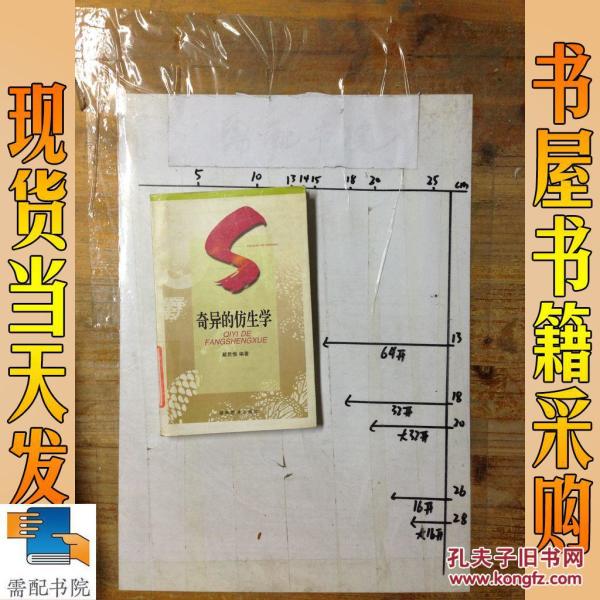 现货当天发
书屋书籍采购
5 10 13 14 15 18 20 25 cm
奇异的仿生学
QIYI DE
FANGSHENGXUE
编著
13
64开
18
32开
20
大32开
26
16开
28
大16开
需配书院
孔夫子旧书网
www.kongfz.com